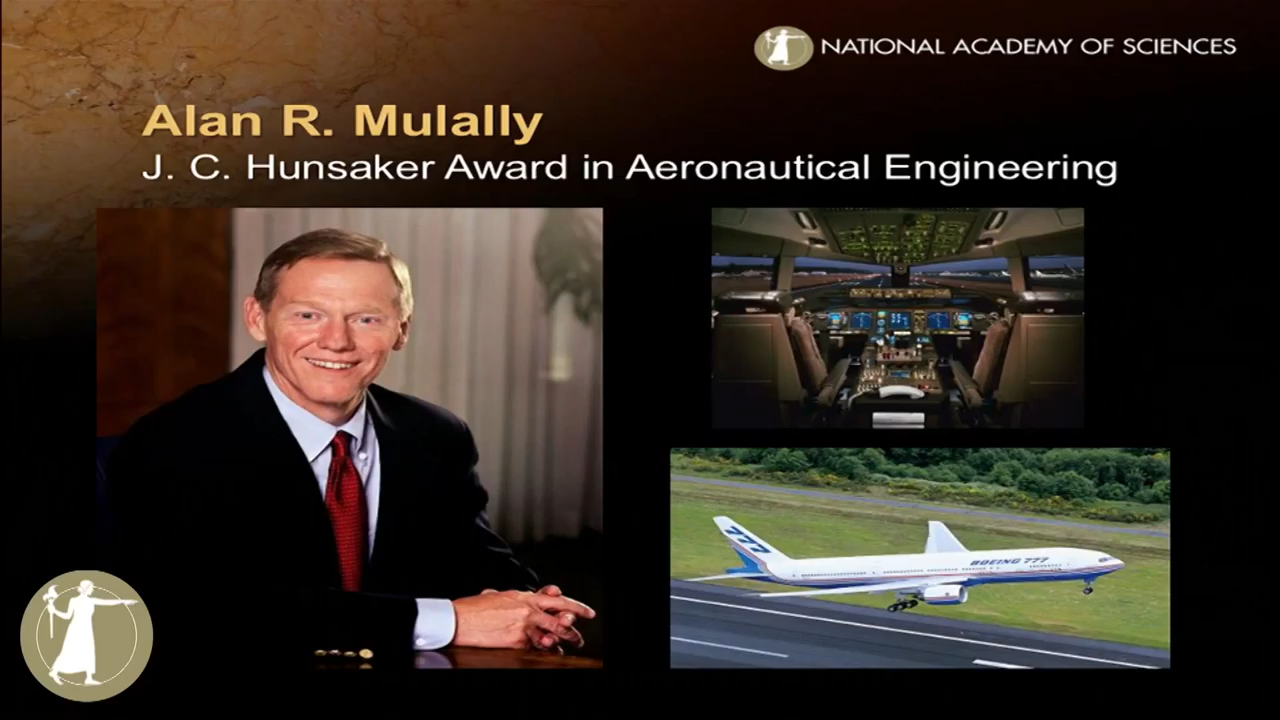 NATIONAL ACADEMY OF SCIENCES
Alan R. Mulally
J. C. Hunsaker Award in Aeronautical Engineering
777
BOEING 777